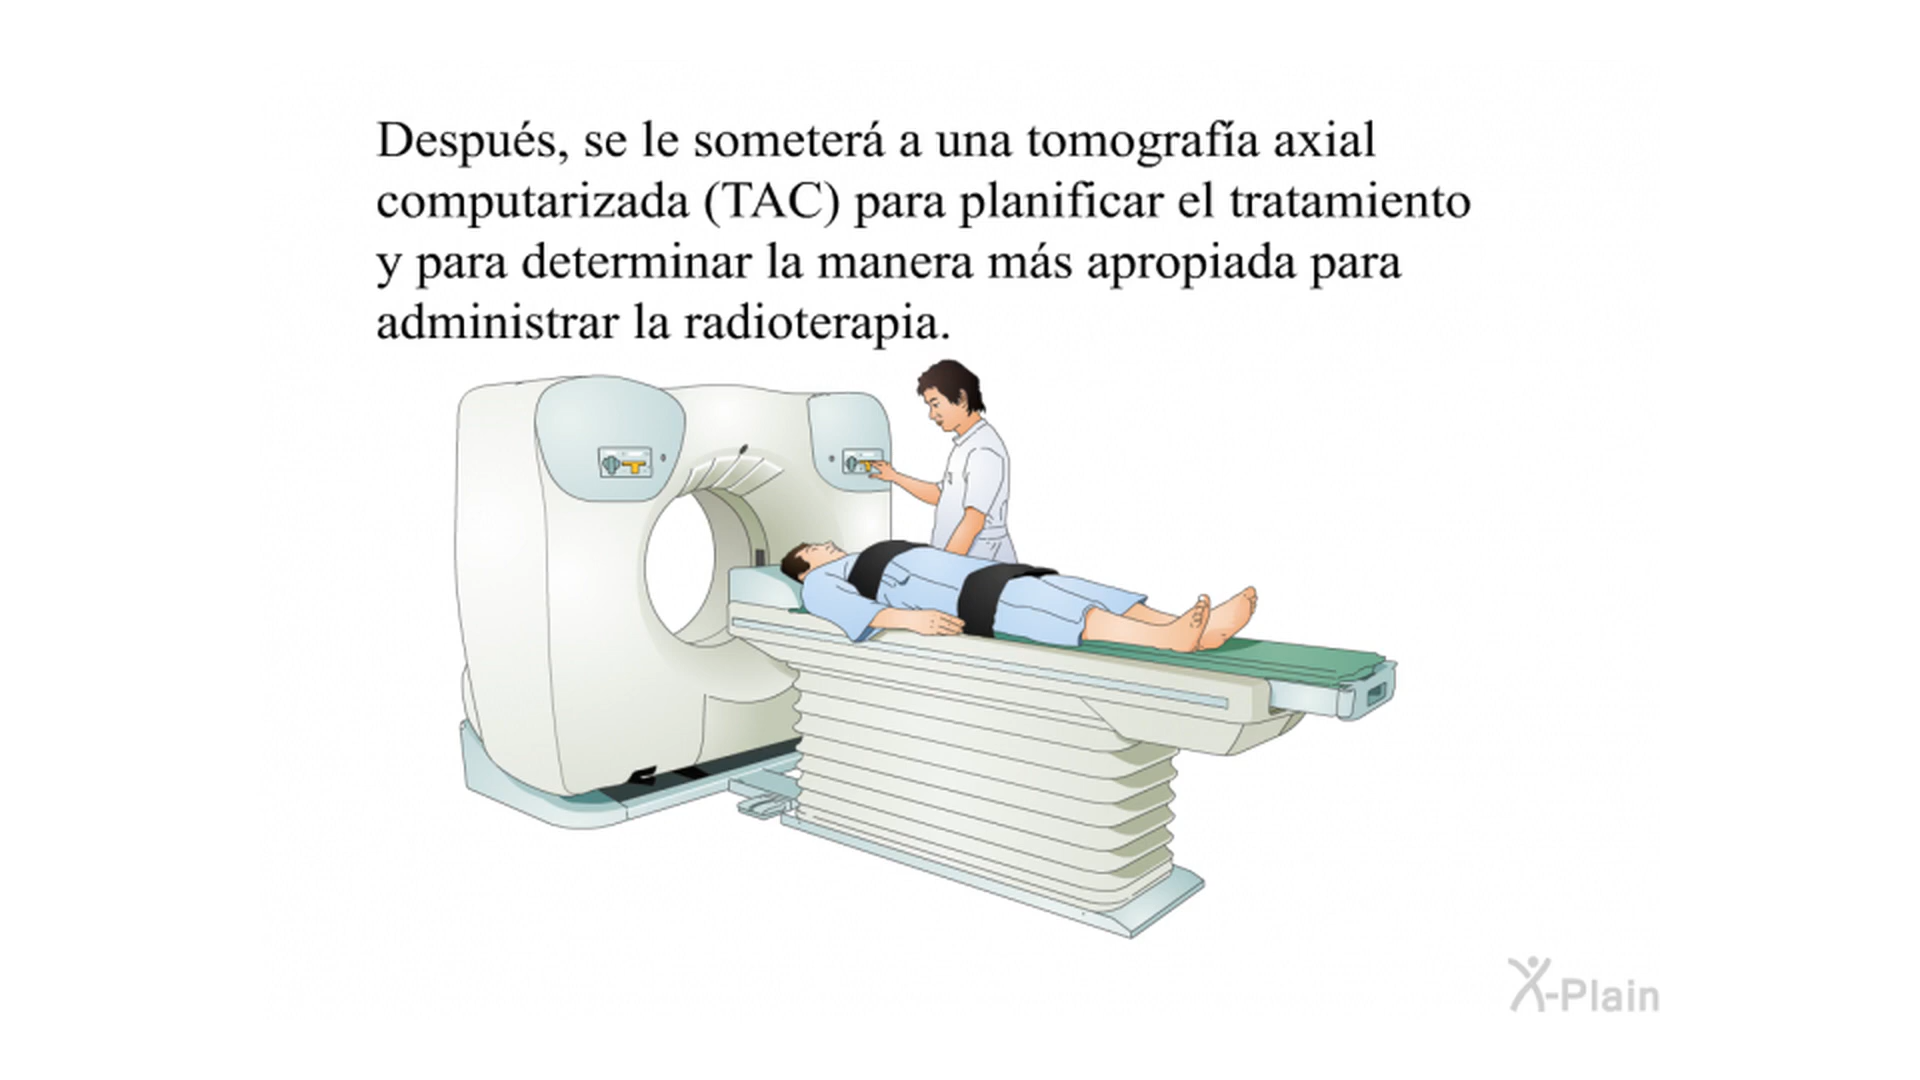 Después, se le someterá a una tomografía axial
computarizada (TAC) para planificar el tratamiento
y para determinar la manera más apropiada para
administrar la radioterapia.
X-Plain